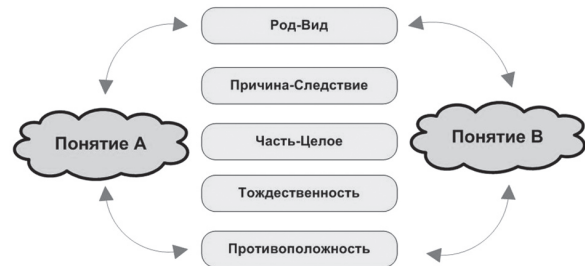 Род-Вид
Причина-Следствие
Понятие А
Часть-Целое
Понятие В
Тождественность
Противоположность